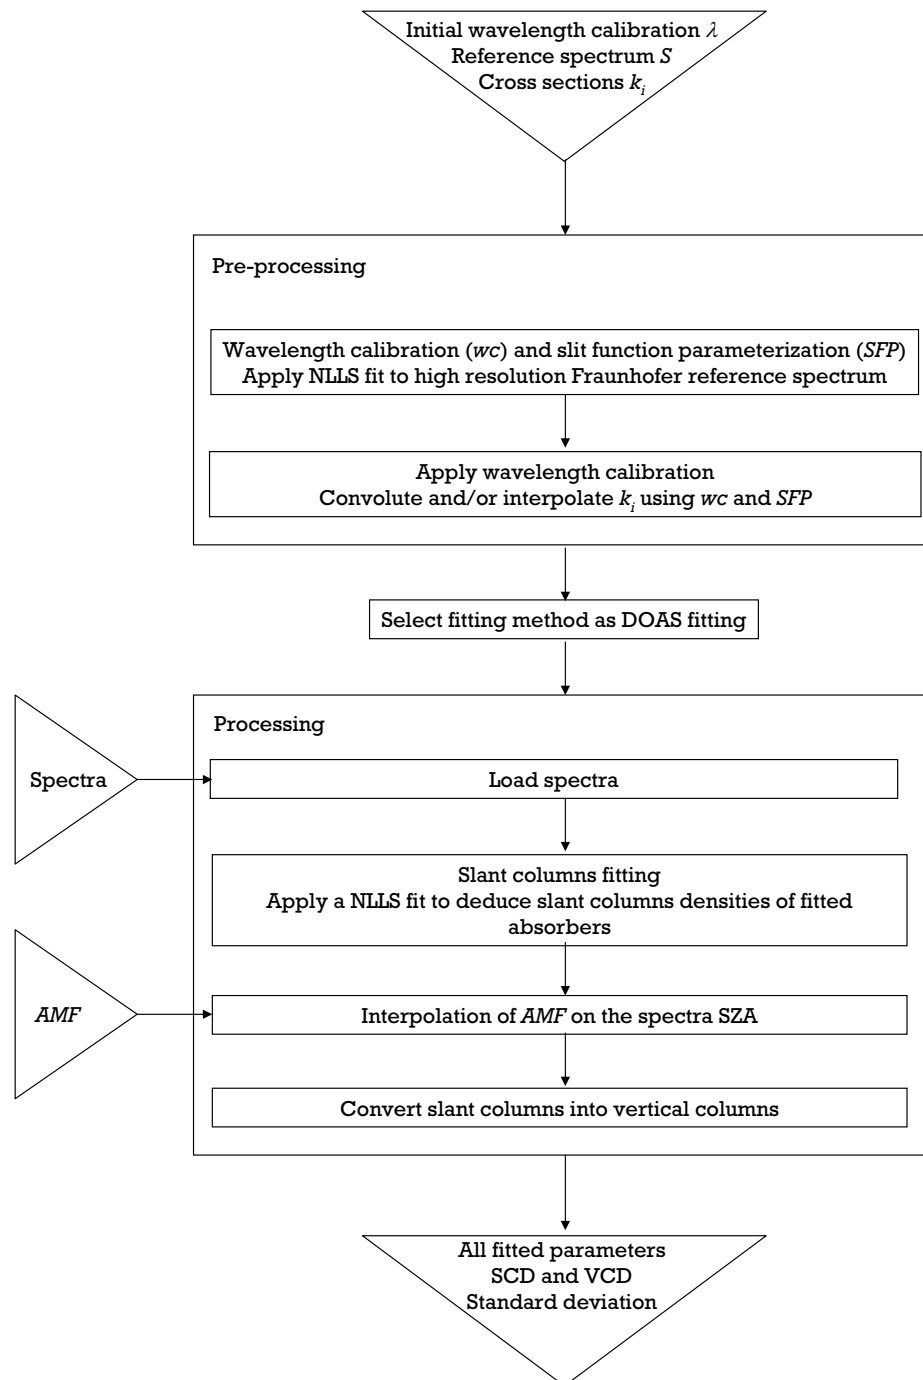 Initial wavelength calibration λ
Reference spectrum S
Cross sections kᵢ
Pre-processing
Wavelength calibration (wc) and slit function parameterization (SFP)
Apply NLLS fit to high resolution Fraunhofer reference spectrum
Apply wavelength calibration
Convolute and/or interpolate kᵢ using wc and SFP
Select fitting method as DOAS fitting
Processing
Spectra
Load spectra
Slant columns fitting
Apply a NLLS fit to deduce slant columns densities of fitted
absorbers
AMF
Interpolation of AMF on the spectra SZA
Convert slant columns into vertical columns
All fitted parameters
SCD and VCD
Standard deviation